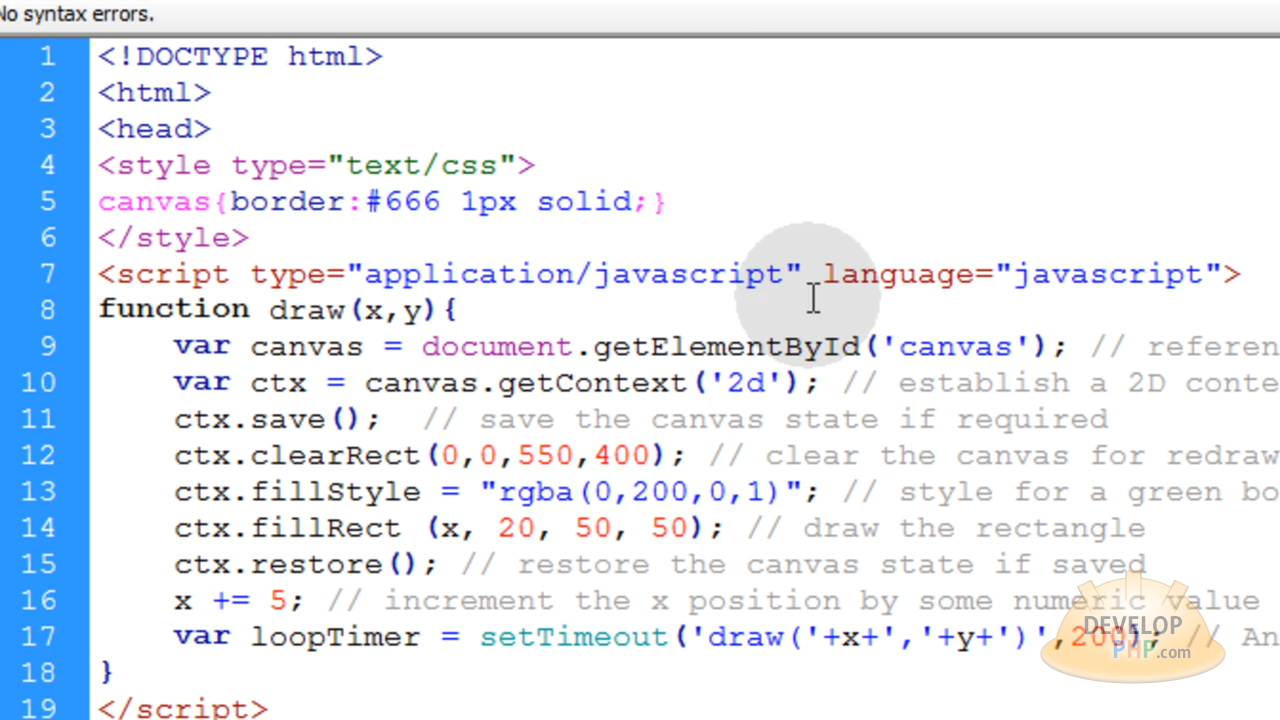 No syntax errors.
1 <!DOCTYPE html>
2 <html>
3 <head>
4 <style type="text/css">
5 canvas{border:#666 1px solid;}
6 </style>
7 <script type="application/javascript" language="javascript">
8 function draw(x,y){
9 var canvas = document.getElementById('canvas'); // referen
10 var ctx = canvas.getContext('2d'); // establish a 2D conte
11 ctx.save(); // save the canvas state if required
12 ctx.clearRect(0,0,550,400); // clear the canvas for redraw
13 ctx.fillStyle = "rgba(0,200,0,1)"; // style for a green bo
14 ctx.fillRect (x, 20, 50, 50); // draw the rectangle
15 ctx.restore(); // restore the canvas state if saved
16 x += 5; // increment the x position by some numeric value
17 var loopTimer = setTimeout('draw('+x+','+y+')',200); // An
18 }
19 </script>
DEVELOP
PHP.com